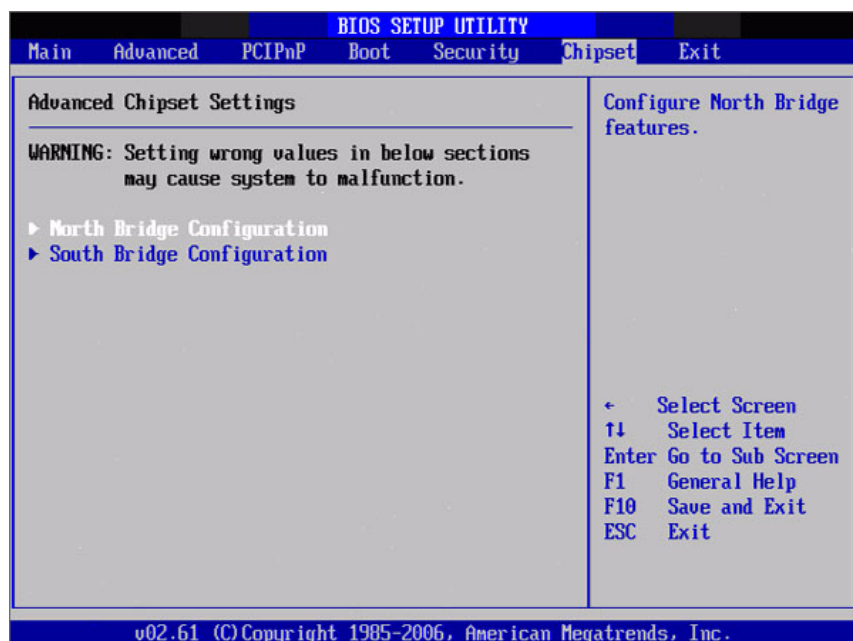 BIOS SETUP UTILITY
Main Advanced PCIPnP Boot Security Chipset Exit
Advanced Chipset Settings
WARNING: Setting wrong values in below sections
may cause system to malfunction.
▶ North Bridge Configuration
▶ South Bridge Configuration
Configure North Bridge
features.
← Select Screen
↑↓ Select Item
Enter Go to Sub Screen
F1 General Help
F10 Save and Exit
ESC Exit
v02.61 (C)Copyright 1985-2006, American Megatrends, Inc.